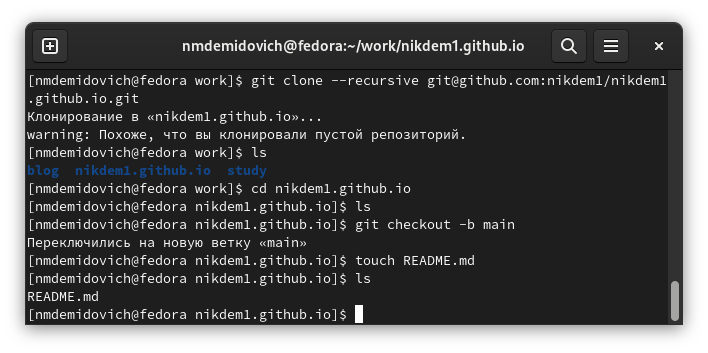 nmdemidovich@fedora:~/work/nikdem1.github.io
[nmdemidovich@fedora work]$ git clone --recursive git@github.com:nikdem1/nikdem1
.github.io.git
Клонирование в «nikdem1.github.io»...
warning: Похоже, что вы клонировали пустой репозиторий.
[nmdemidovich@fedora work]$ ls
blog  nikdem1.github.io  study
[nmdemidovich@fedora work]$ cd nikdem1.github.io
[nmdemidovich@fedora nikdem1.github.io]$ ls
[nmdemidovich@fedora nikdem1.github.io]$ git checkout -b main
Переключились на новую ветку «main»
[nmdemidovich@fedora nikdem1.github.io]$ touch README.md
[nmdemidovich@fedora nikdem1.github.io]$ ls
README.md
[nmdemidovich@fedora nikdem1.github.io]$